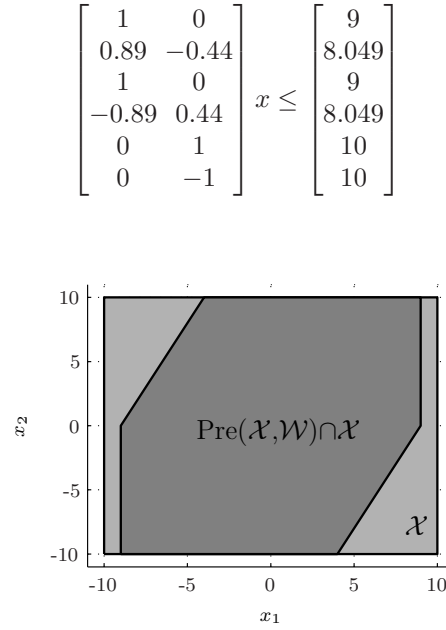 1 0 9
0.89 −0.44 8.049
1 0 x ≤ 9
−0.89 0.44 8.049
0 1 10
0 −1 10
10
5
Pre(𝒳,𝒲)∩𝒳
0
x₂
-5
𝒳
-10
-10 -5 0 5 10
x₁